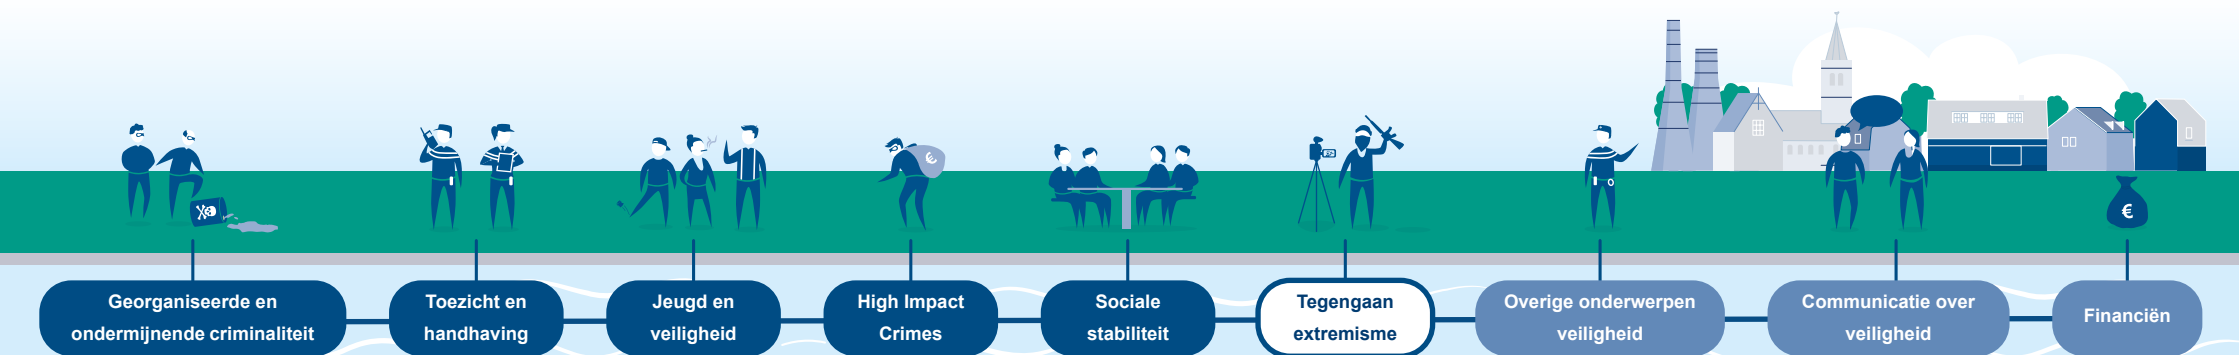 €
€
Georganiseerde en
ondermijnende criminaliteit
Toezicht en
handhaving
Jeugd en
veiligheid
High Impact
Crimes
Sociale
stabiliteit
Tegengaan
extremisme
Overige onderwerpen
veiligheid
Communicatie over
veiligheid
Financiën